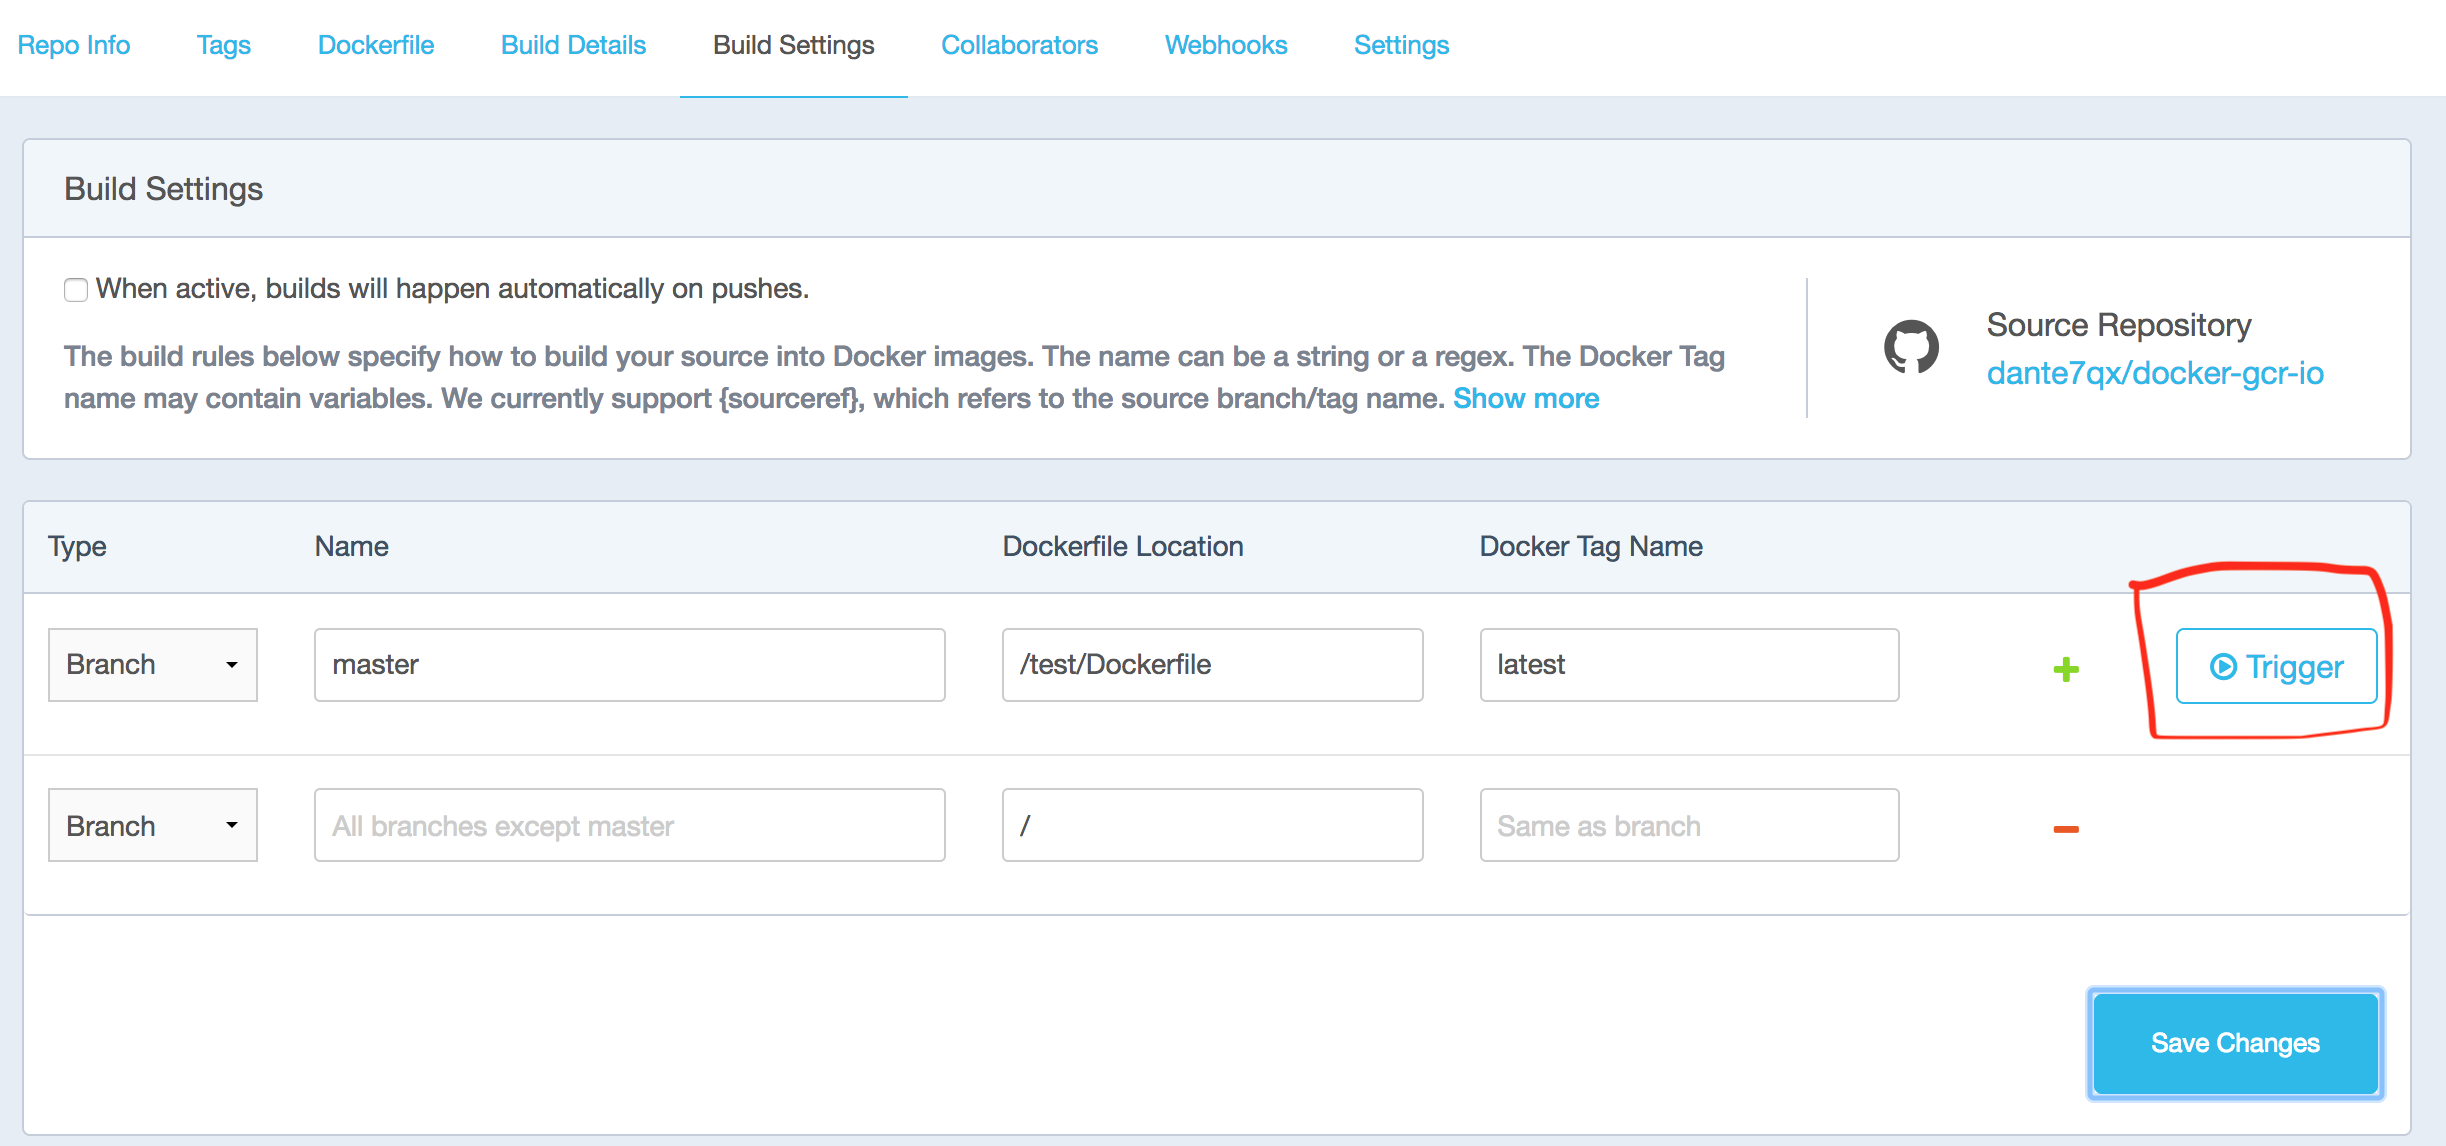 Repo Info Tags Dockerfile Build Details Build Settings Collaborators Webhooks Settings
Build Settings
When active, builds will happen automatically on pushes.
The build rules below specify how to build your source into Docker images. The name can be a string or a regex. The Docker Tag
name may contain variables. We currently support {sourceref}, which refers to the source branch/tag name. Show more
Source Repository
dante7qx/docker-gcr-io
Type Name Dockerfile Location Docker Tag Name
Branch master /test/Dockerfile latest Trigger
Branch All branches except master / Same as branch
Save Changes